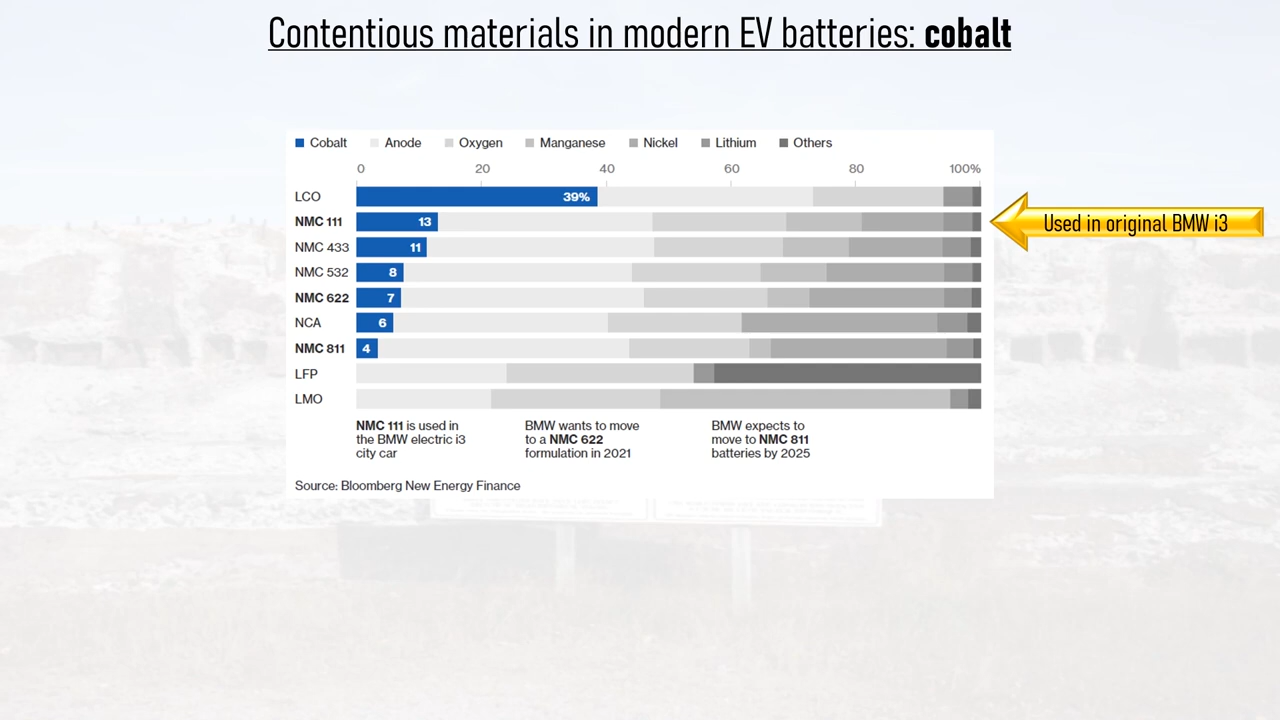 Contentious materials in modern EV batteries: cobalt
Cobalt Anode Oxygen Manganese Nickel Lithium Others
0 20 40 60 80 100%
LCO 39%
NMC 111 13
Used in original BMW i3
NMC 433 11
NMC 532 8
NMC 622 7
NCA 6
NMC 811 4
LFP
LMO
NMC 111 is used in
the BMW electric i3
city car
BMW wants to move
to a NMC 622
formulation in 2021
BMW expects to
move to NMC 811
batteries by 2025
Source: Bloomberg New Energy Finance